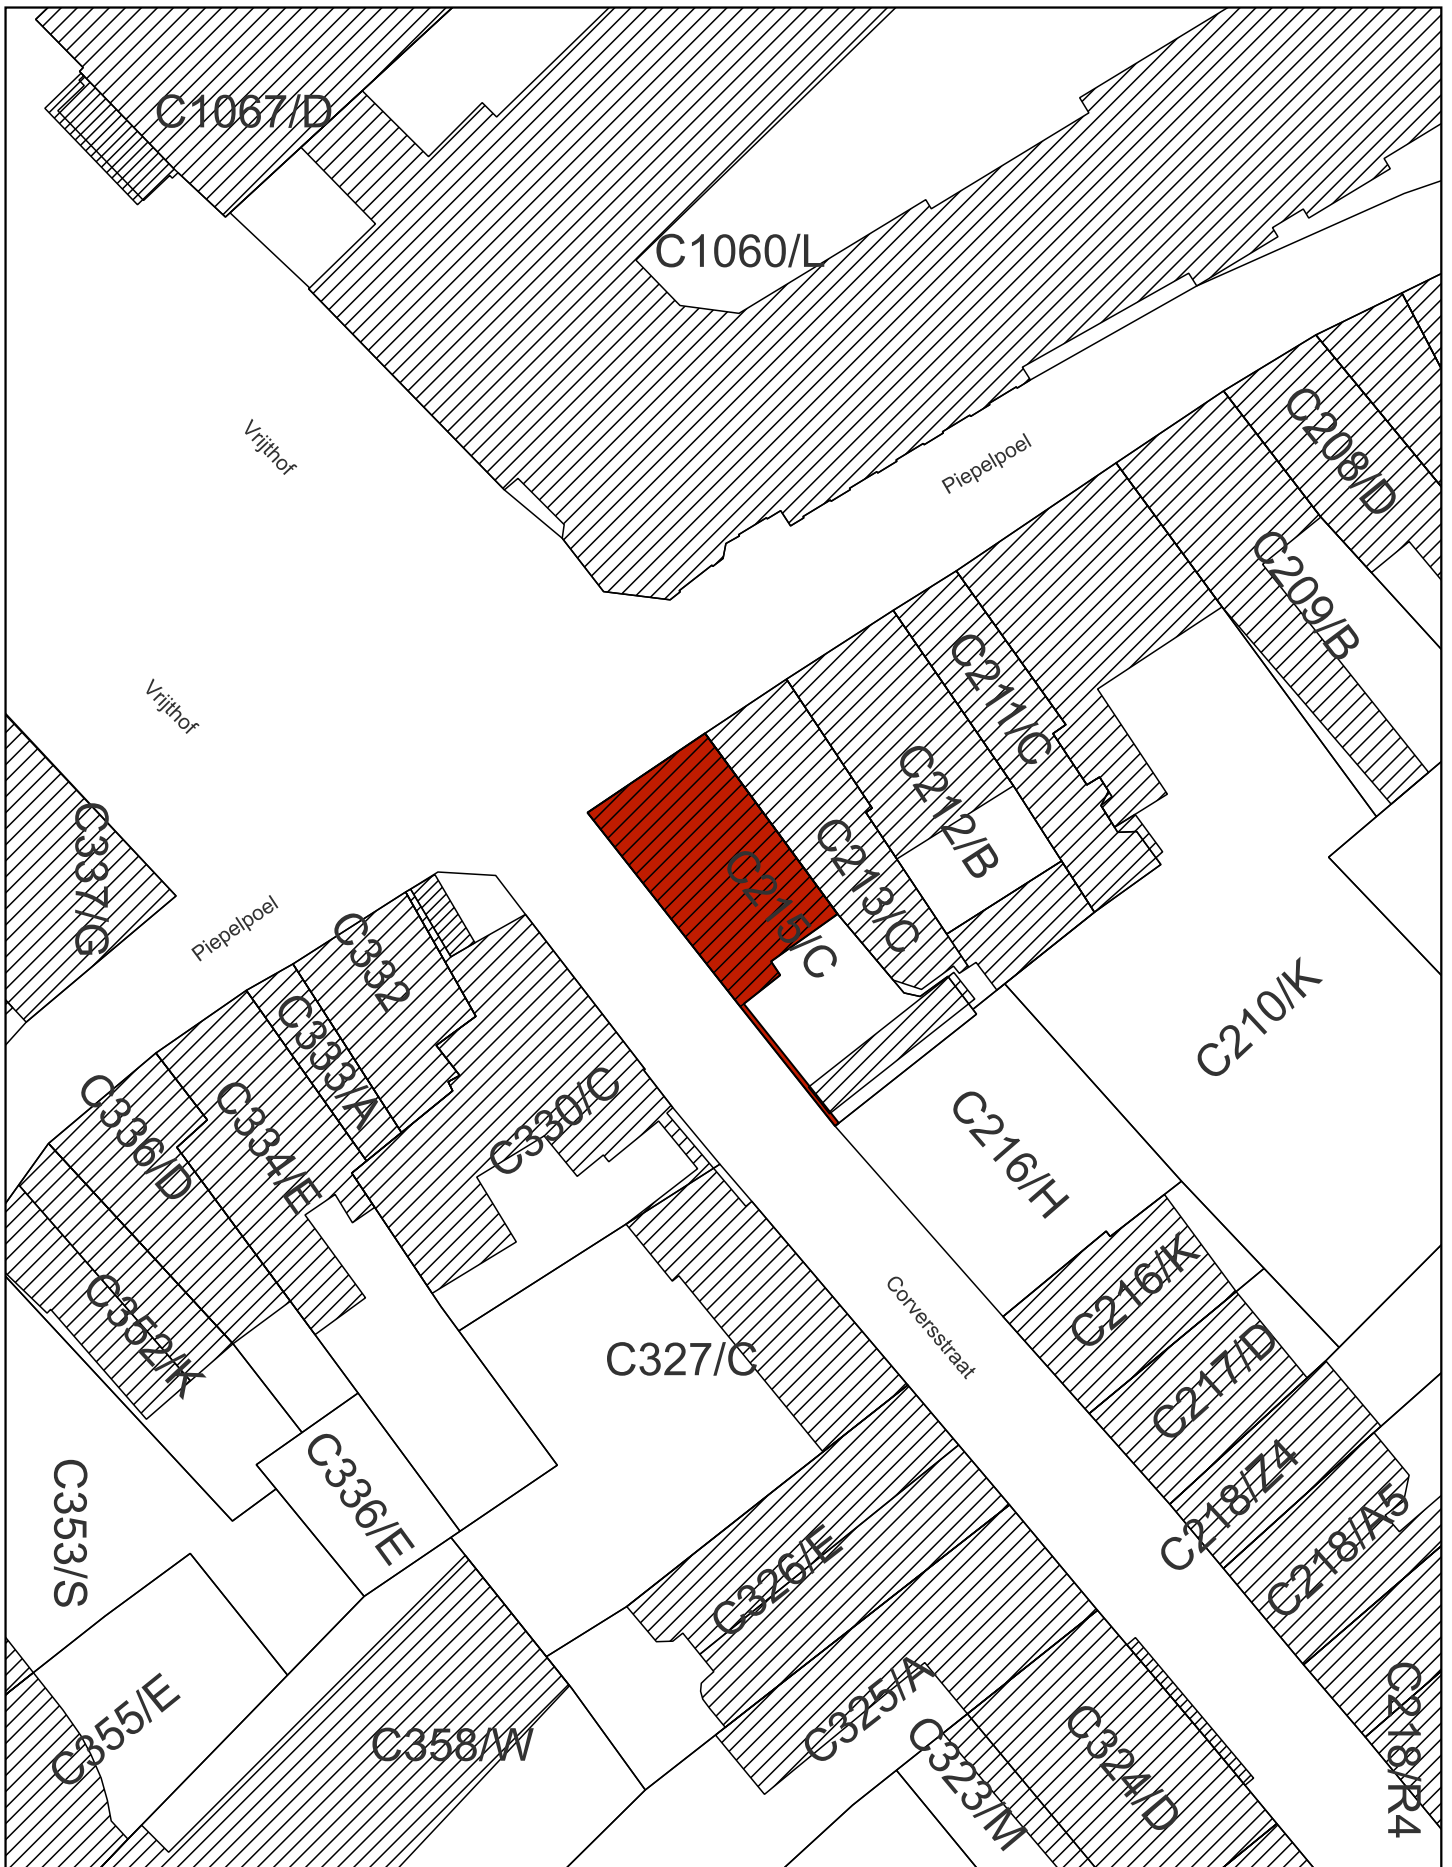 C1067/D
C1060/L
Vrijthof
Piepelpoel
C208/D
C209/B
C211/C
Vrijthof
C212/B
C337/G
C213/C
C215/C
Piepelpoel
C332
C210/K
C333/A
C330/C
C336/D
C334/E
C216/H
C216/K
C352/K
Corversstraat
C327/C
C217/D
C336/E
C218/Z4
C353/S
C218/A5
C326/E
C355/E
C325/A
C358/W
C323/M
C324/D
C218/R4